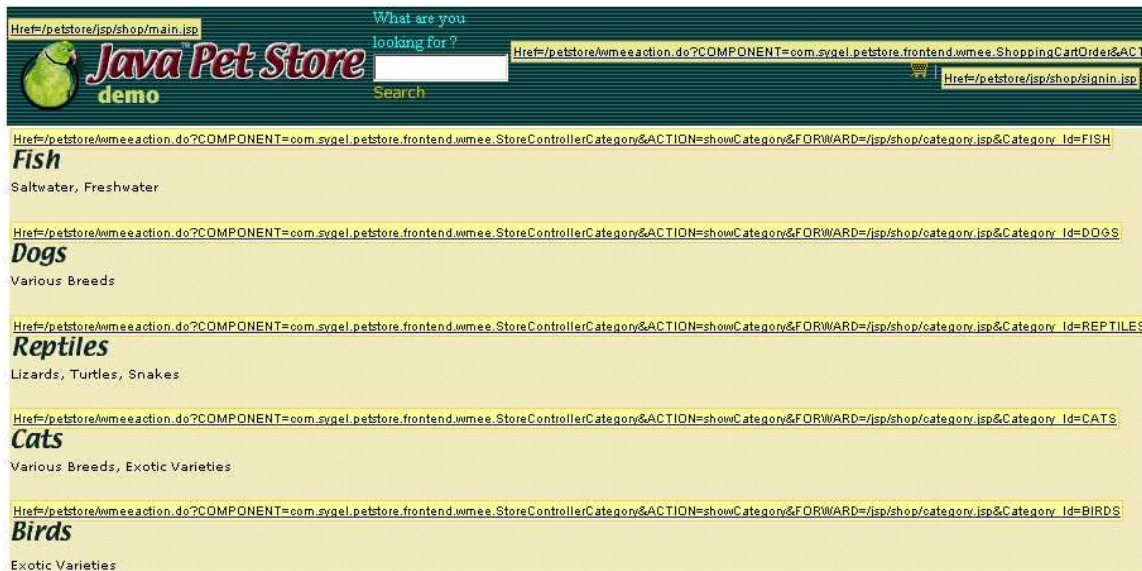 What are you
Href=/petstore/jsp/shop/main.jsp
looking for?
Href=/petstore/wmeeaction.do?COMPONENT=com.sygel.petstore.frontend.wmee.ShoppingCartOrder&ACT
Java™ Pet Store
Href=/petstore/jsp/shop/signin.jsp
demo
Search
Href=/petstore/wmeeaction.do?COMPONENT=com.sygel.petstore.frontend.wmee.StoreControllerCategory&ACTION=showCategory&FORWARD=/jsp/shop/category.jsp&Category_Id=FISH
Fish
Saltwater, Freshwater
Href=/petstore/wmeeaction.do?COMPONENT=com.sygel.petstore.frontend.wmee.StoreControllerCategory&ACTION=showCategory&FORWARD=/jsp/shop/category.jsp&Category_Id=DOGS
Dogs
Various Breeds
Href=/petstore/wmeeaction.do?COMPONENT=com.sygel.petstore.frontend.wmee.StoreControllerCategory&ACTION=showCategory&FORWARD=/jsp/shop/category.jsp&Category_Id=REPTILES
Reptiles
Lizards, Turtles, Snakes
Href=/petstore/wmeeaction.do?COMPONENT=com.sygel.petstore.frontend.wmee.StoreControllerCategory&ACTION=showCategory&FORWARD=/jsp/shop/category.jsp&Category_Id=CATS
Cats
Various Breeds, Exotic Varieties
Href=/petstore/wmeeaction.do?COMPONENT=com.sygel.petstore.frontend.wmee.StoreControllerCategory&ACTION=showCategory&FORWARD=/jsp/shop/category.jsp&Category_Id=BIRDS
Birds
Exotic Varieties